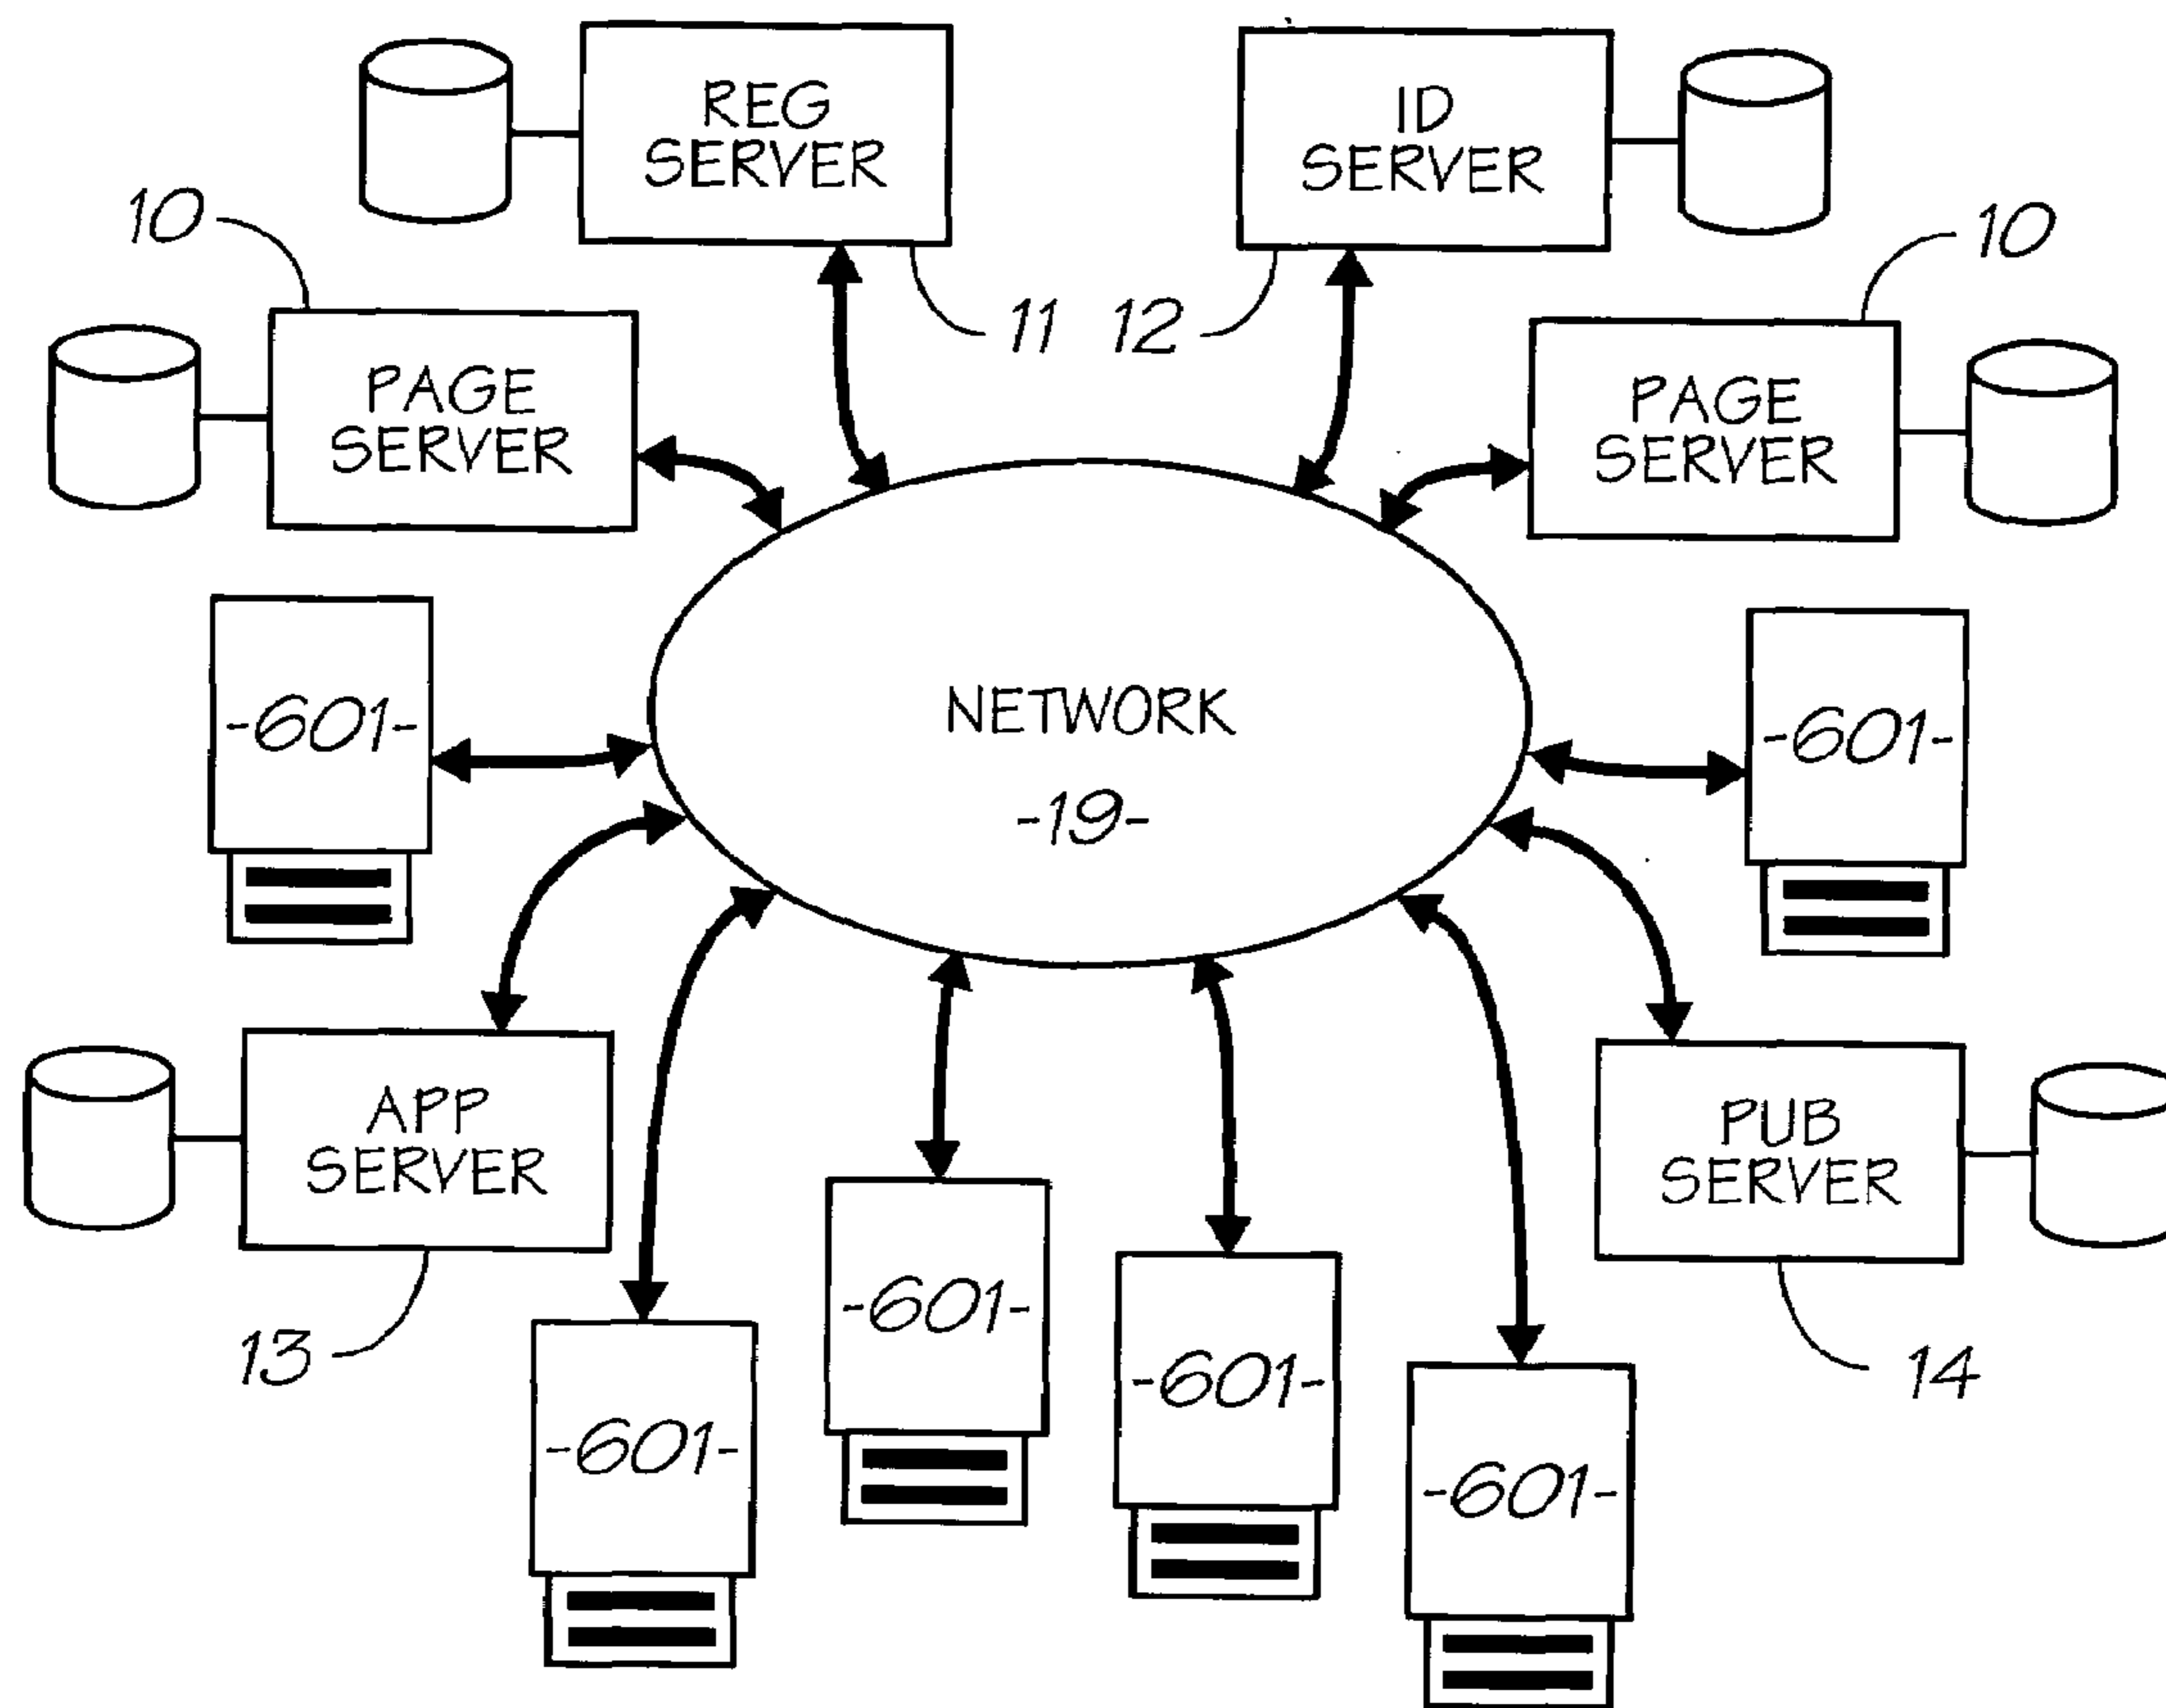 REG
SERVER
ID
SERVER
10
10
11
12
PAGE
SERVER
PAGE
SERVER
-601-
NETWORK
-19-
-601-
APP
SERVER
PUB
SERVER
-601-
-601-
13
14
-601-
-601-